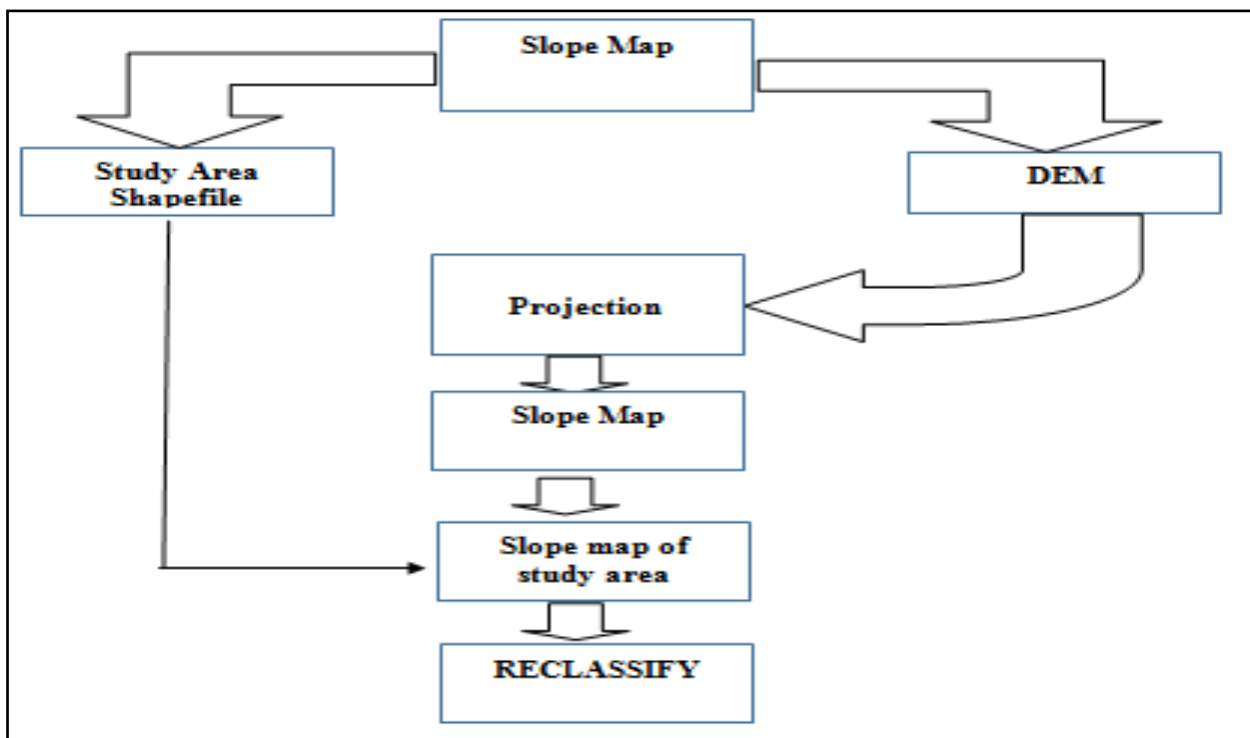 Slope Map
Study Area
Shapefile
DEM
Projection
Slope Map
Slope map of
study area
RECLASSIFY